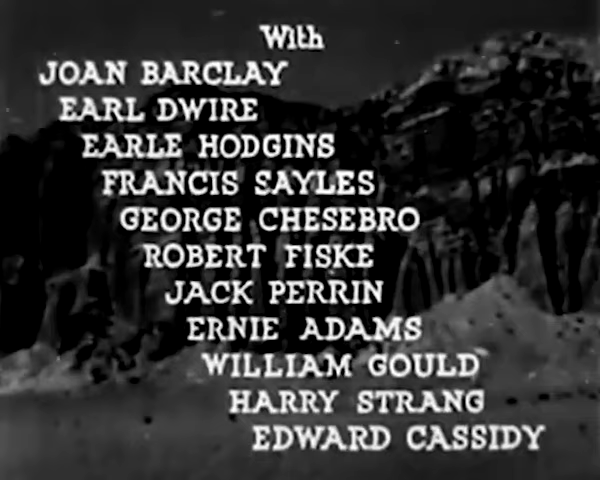 With
JOAN BARCLAY
EARL DWIRE
EARLE HODGINS
FRANCIS SAYLES
GEORGE CHESEBRO
ROBERT FISKE
JACK PERRIN
ERNIE ADAMS
WILLIAM GOULD
HARRY STRANG
EDWARD CASSIDY